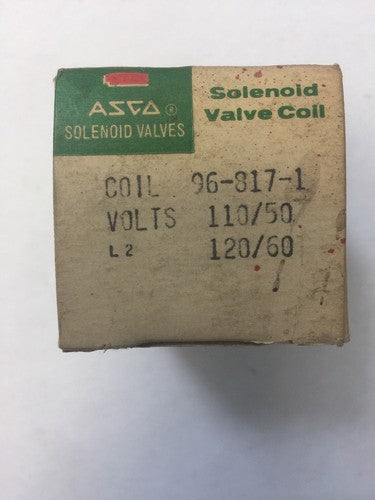 ASCO®
SOLENOID VALVES
Solenoid
Valve Coil
COIL 96-817-1
VOLTS 110/50
L2 120/60